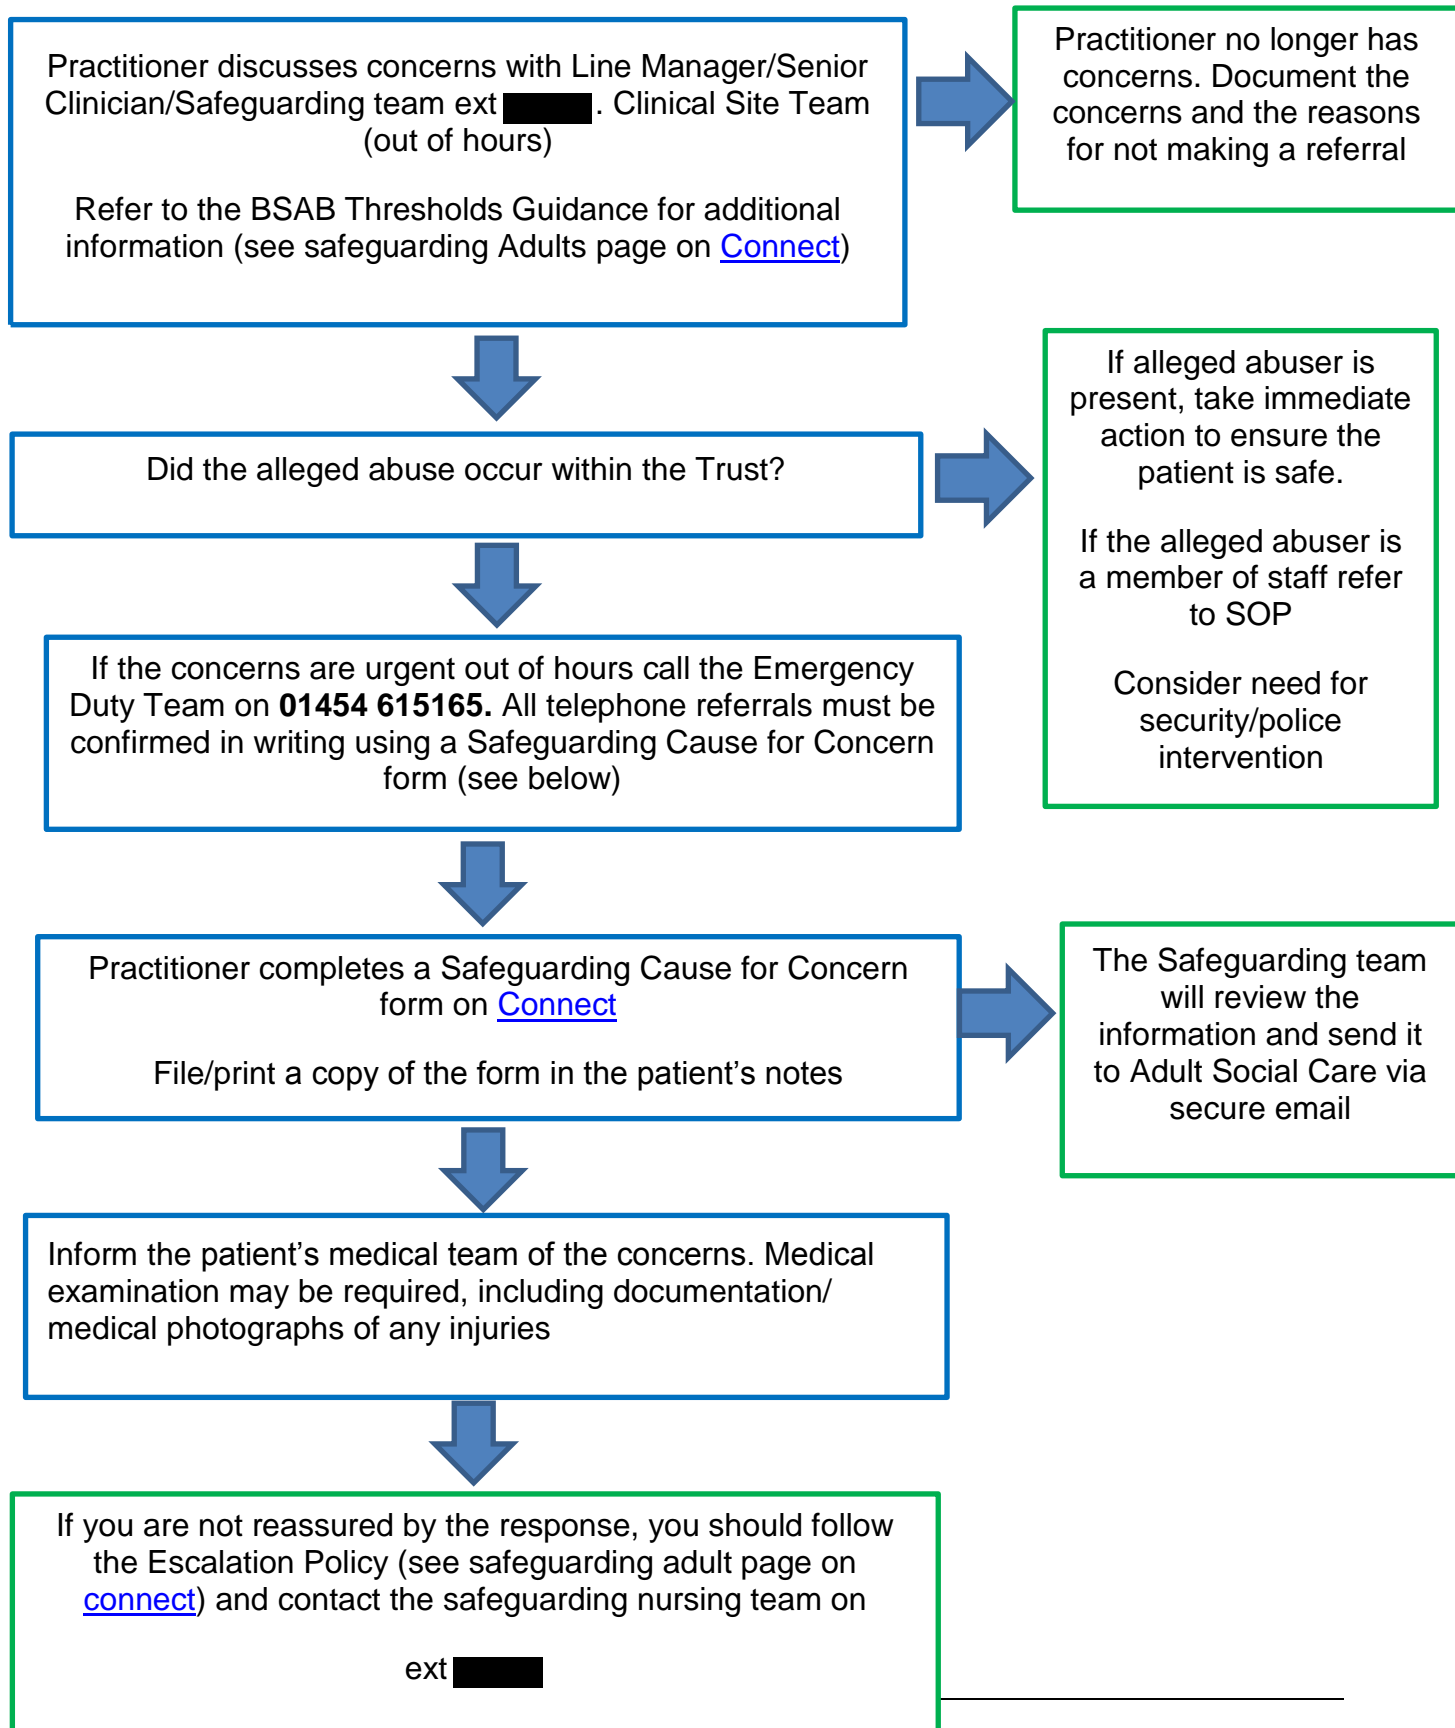 Practitioner discusses concerns with Line Manager/Senior
Clinician/Safeguarding team ext . Clinical Site Team
(out of hours)
Refer to the BSAB Thresholds Guidance for additional
information (see safeguarding Adults page on Connect)
Practitioner no longer has
concerns. Document the
concerns and the reasons
for not making a referral
Did the alleged abuse occur within the Trust?
If alleged abuser is
present, take immediate
action to ensure the
patient is safe.
If the alleged abuser is
a member of staff refer
to SOP
Consider need for
security/police
intervention
If the concerns are urgent out of hours call the Emergency
Duty Team on 01454 615165. All telephone referrals must be
confirmed in writing using a Safeguarding Cause for Concern
form (see below)
Practitioner completes a Safeguarding Cause for Concern
form on Connect
File/print a copy of the form in the patient’s notes
The Safeguarding team
will review the
information and send it
to Adult Social Care via
secure email
Inform the patient’s medical team of the concerns. Medical
examination may be required, including documentation/
medical photographs of any injuries
If you are not reassured by the response, you should follow
the Escalation Policy (see safeguarding adult page on
connect) and contact the safeguarding nursing team on
ext